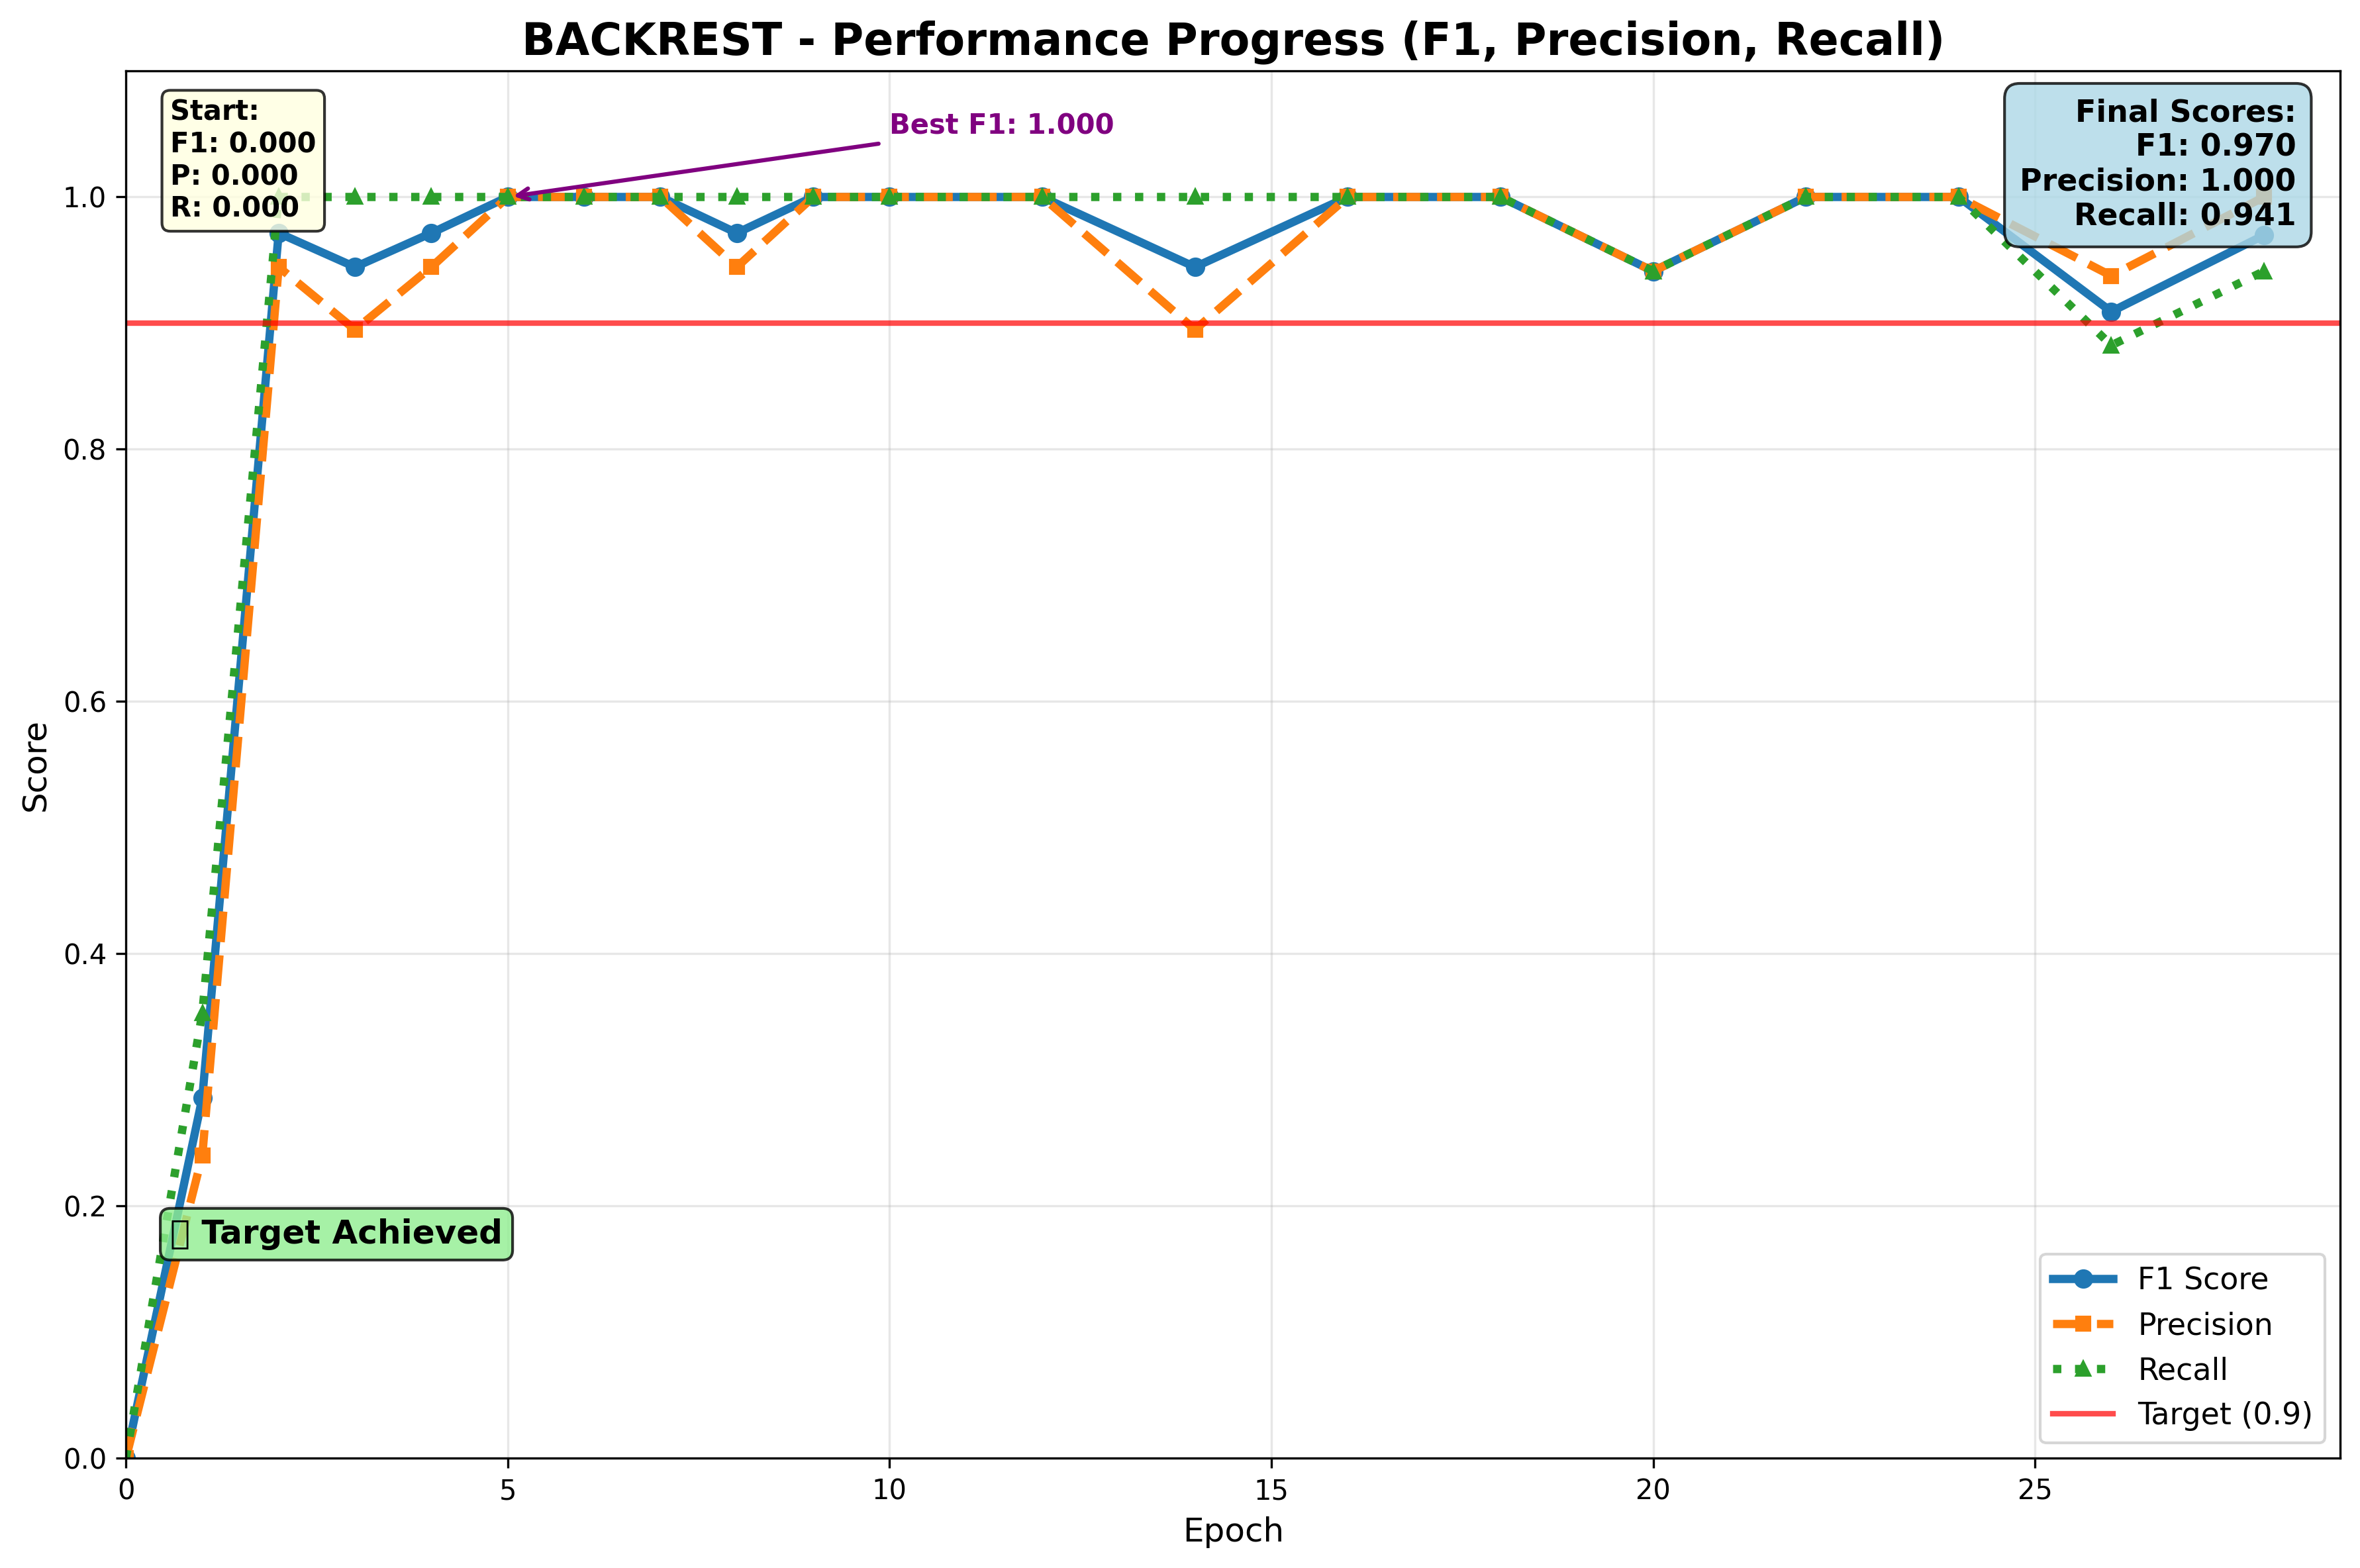 BACKREST - Performance Progress (F1, Precision, Recall)
Start:
F1: 0.000
P: 0.000
R: 0.000
Best F1: 1.000
Final Scores:
F1: 0.970
Precision: 1.000
Recall: 0.941
1.0
0.8
0.6
0.4
0.2
0.0
Score
Target Achieved
F1 Score
Precision
Recall
Target (0.9)
0 5 10 15 20 25
Epoch